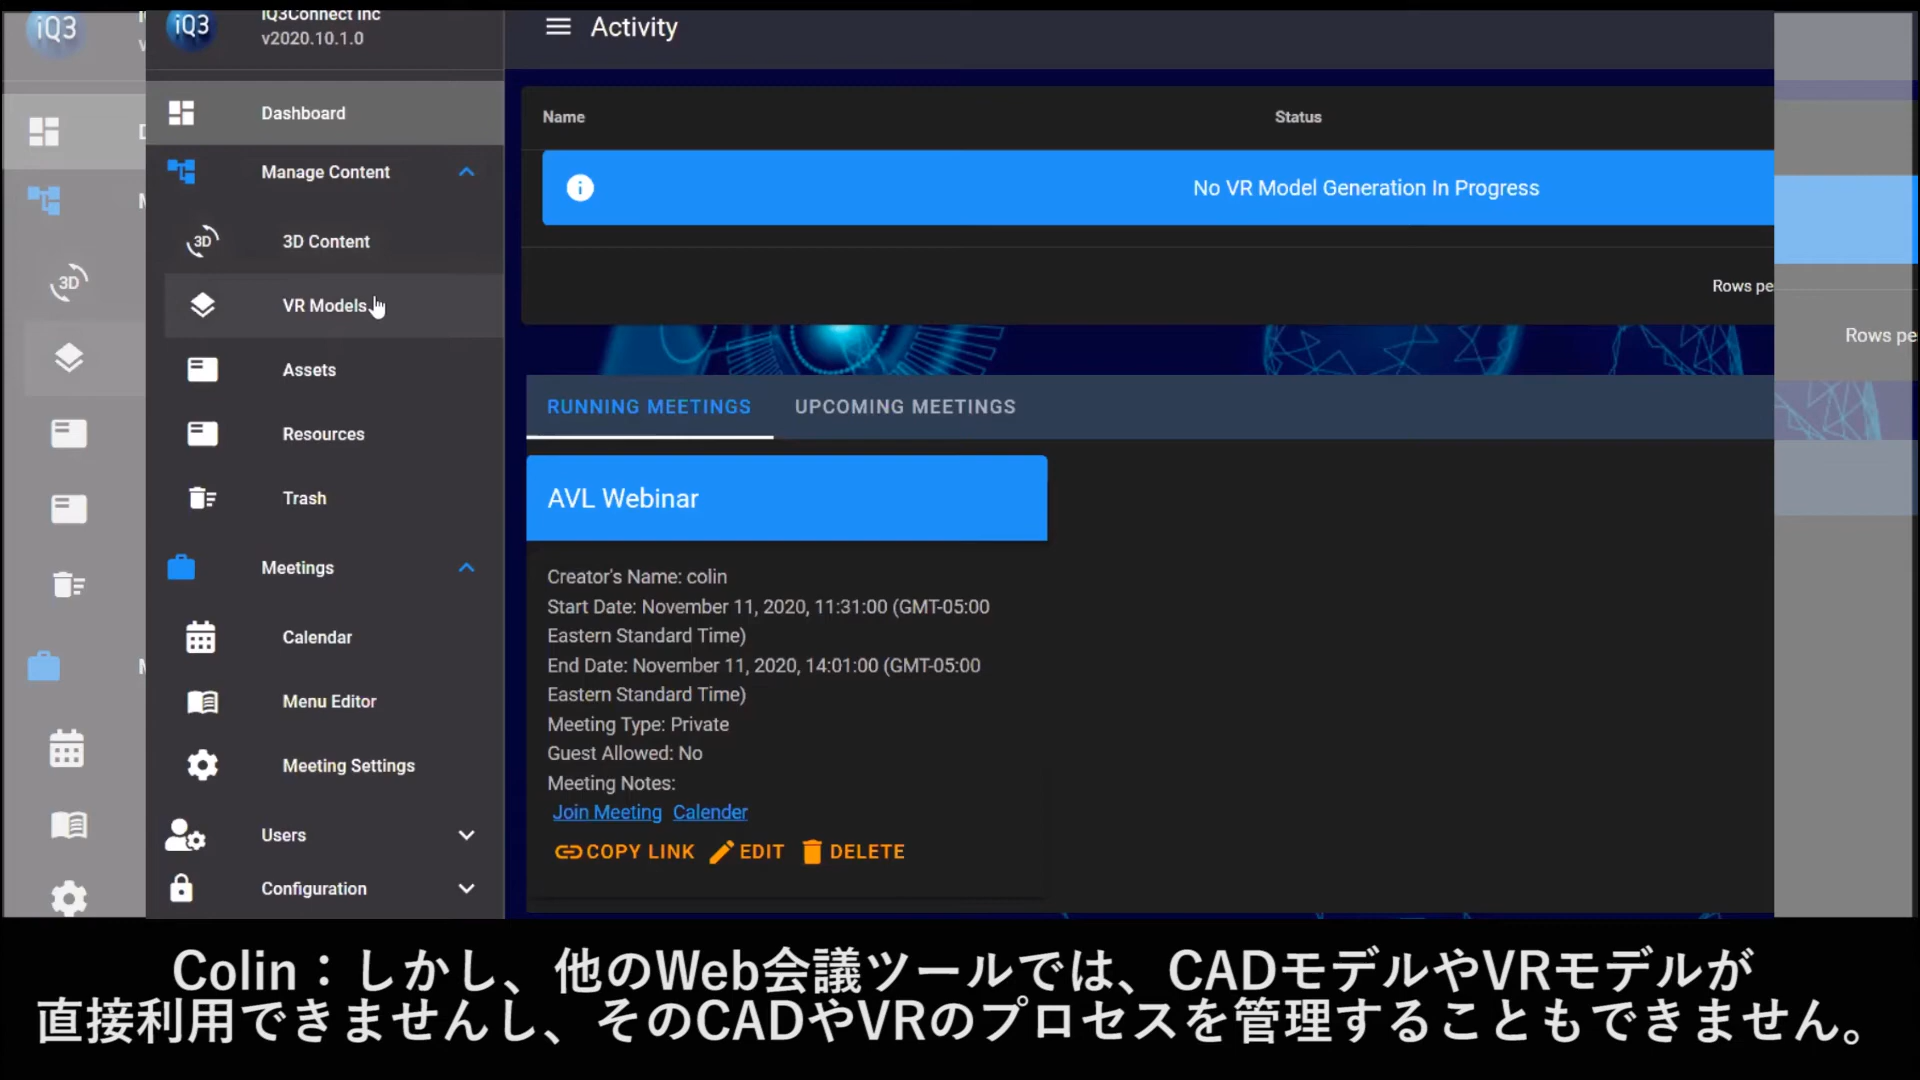 iQ3
iQ3
iQ3Connect Inc
v2020.10.1.0
Activity
Dashboard
Manage Content
3D
3D
3D Content
VR Models
Assets
Resources
Trash
Meetings
Calendar
Menu Editor
Meeting Settings
Users
Configuration
Name
Status
No VR Model Generation In Progress
Rows pe
Rows pe
RUNNING MEETINGS
UPCOMING MEETINGS
AVL Webinar
Creator's Name: colin
Start Date: November 11, 2020, 11:31:00 (GMT-05:00
Eastern Standard Time)
End Date: November 11, 2020, 14:01:00 (GMT-05:00
Eastern Standard Time)
Meeting Type: Private
Guest Allowed: No
Meeting Notes:
Join Meeting Calender
COPY LINK EDIT DELETE
Colin：しかし、他のWeb会議ツールでは、CADモデルやVRモデルが
直接利用できませんし、そのCADやVRのプロセスを管理することもできません。